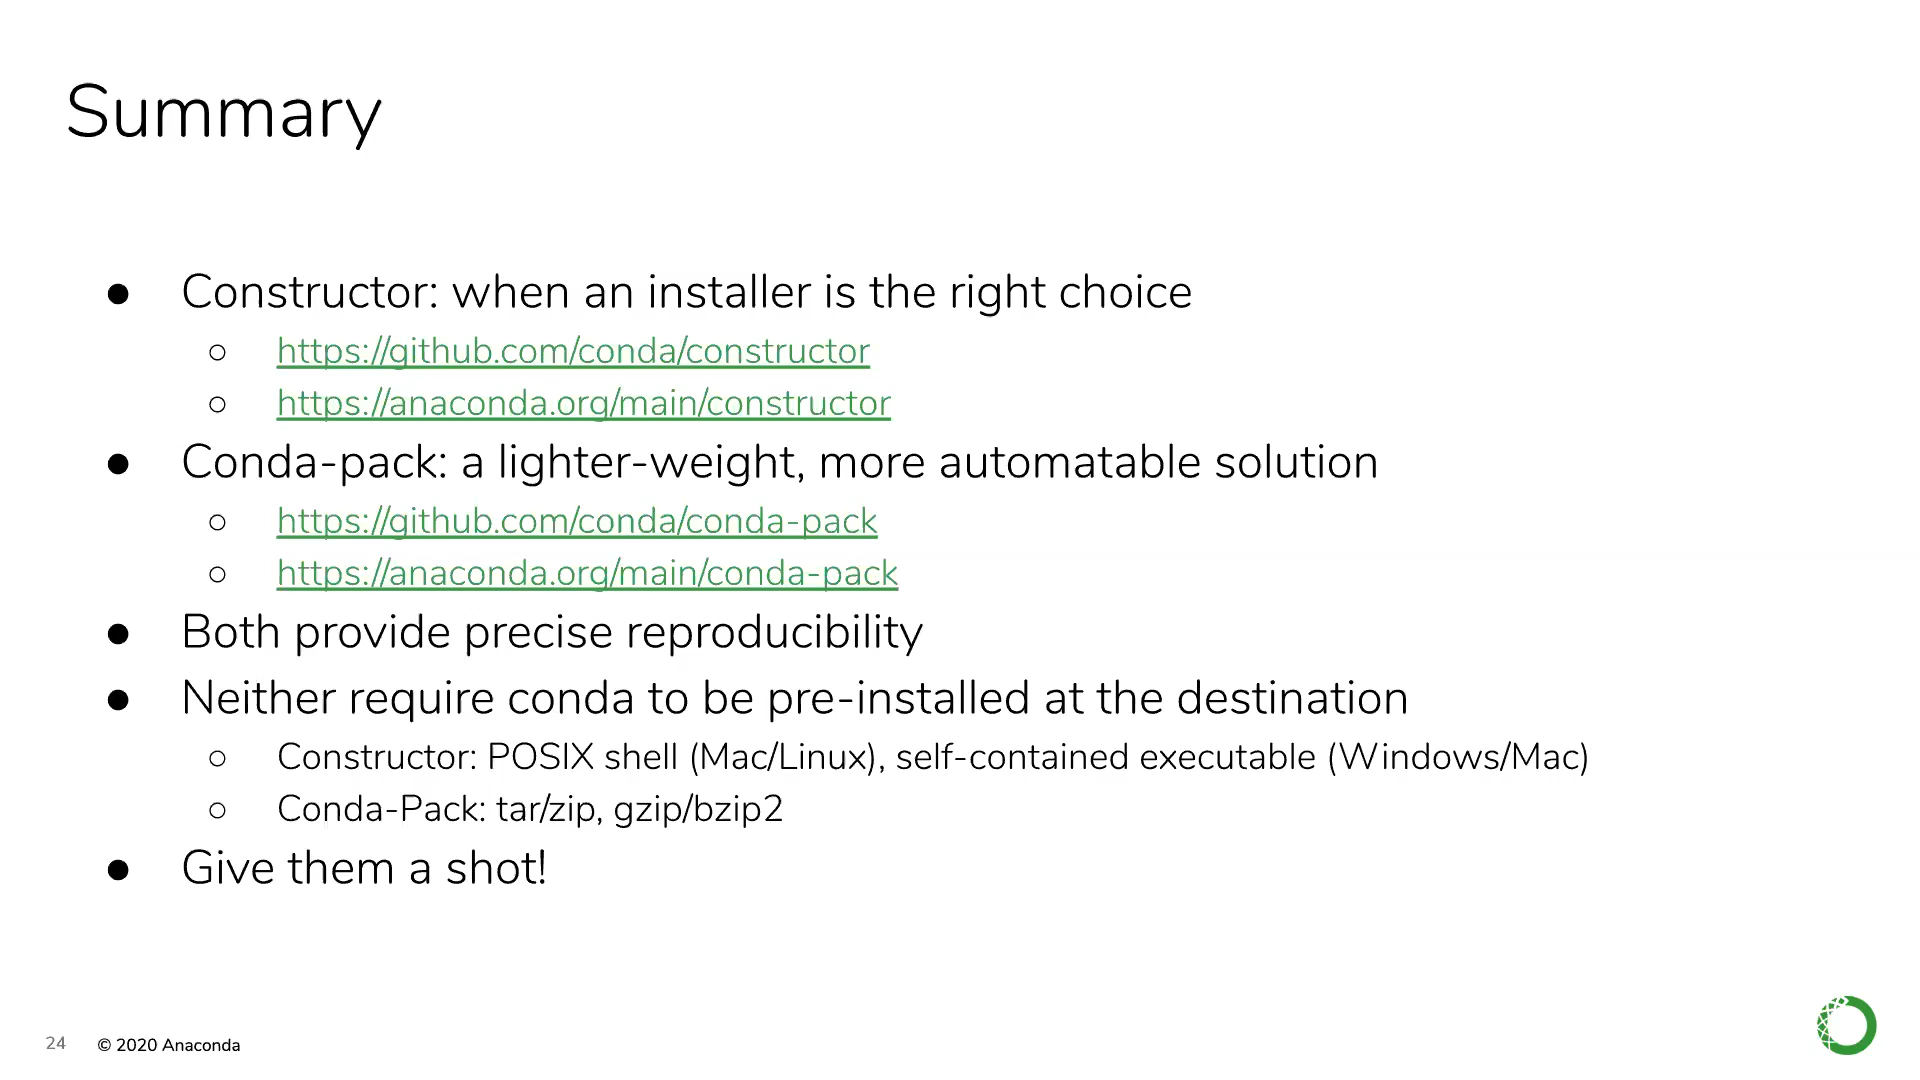 Summary
● Constructor: when an installer is the right choice
○ https://github.com/conda/constructor
○ https://anaconda.org/main/constructor
● Conda-pack: a lighter-weight, more automatable solution
○ https://github.com/conda/conda-pack
○ https://anaconda.org/main/conda-pack
● Both provide precise reproducibility
● Neither require conda to be pre-installed at the destination
○ Constructor: POSIX shell (Mac/Linux), self-contained executable (Windows/Mac)
○ Conda-Pack: tar/zip, gzip/bzip2
● Give them a shot!
24 © 2020 Anaconda